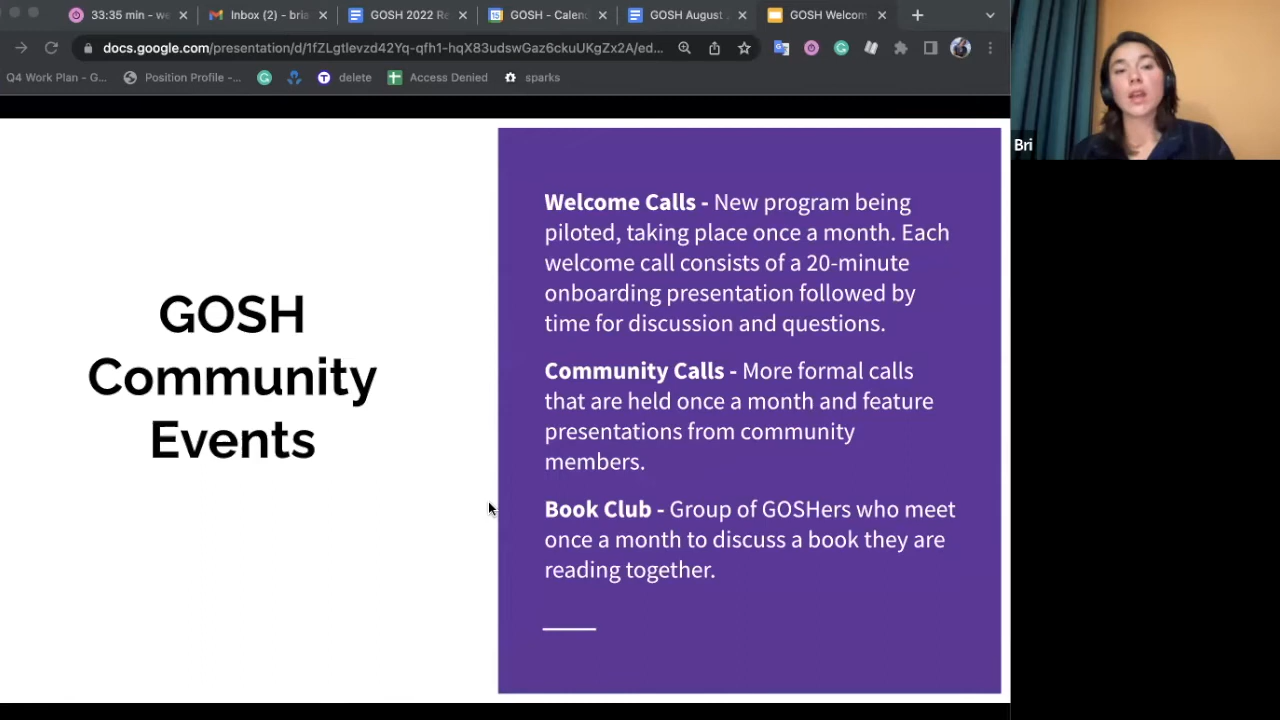 33:35 min - we
Inbox (2) - bria
GOSH 2022 Re
GOSH - Calend
GOSH August
GOSH Welcom
docs.google.com/presentation/d/1fZLgtlevzd42Yq-qfh1-hqX83udswGaz6ckuUKgZx2A/ed...
Q4 Work Plan - G...
Position Profile -...
delete
Access Denied
sparks
Bri
GOSH
Community
Events
Welcome Calls - New program being
piloted, taking place once a month. Each
welcome call consists of a 20-minute
onboarding presentation followed by
time for discussion and questions.
Community Calls - More formal calls
that are held once a month and feature
presentations from community
members.
Book Club - Group of GOSHers who meet
once a month to discuss a book they are
reading together.